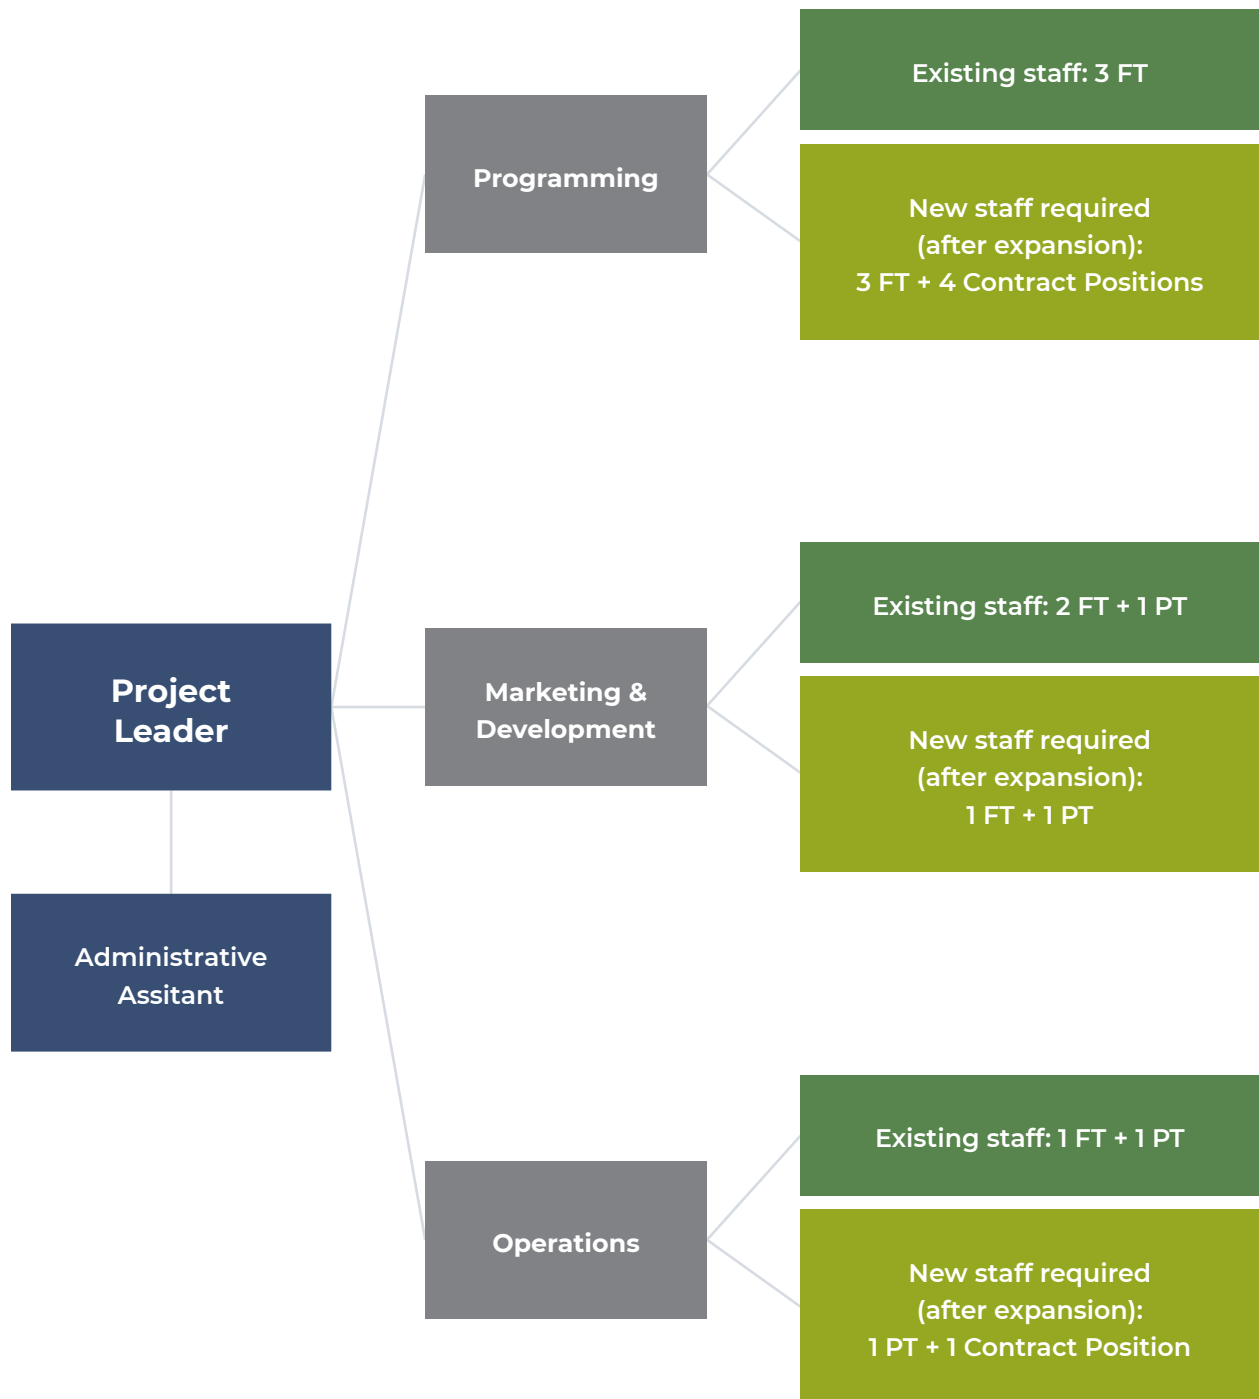 Existing staff: 3 FT
Programming
New staff required
(after expansion):
3 FT + 4 Contract Positions
Existing staff: 2 FT + 1 PT
Project
Leader
Marketing &
Development
New staff required
(after expansion):
1 FT + 1 PT
Administrative
Assitant
Existing staff: 1 FT + 1 PT
Operations
New staff required
(after expansion):
1 PT + 1 Contract Position